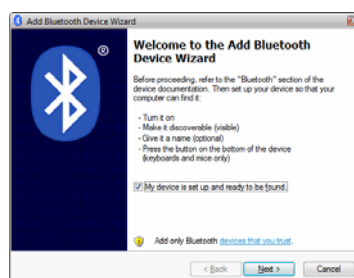 Add Bluetooth Device Wizard
®
Welcome to the Add Bluetooth
Device Wizard
Before proceeding, refer to the "Bluetooth" section of the
device documentation. Then set up your device so that your
computer can find it:
- Turn it on
- Make it discoverable (visible)
- Give it a name (optional)
- Press the button on the bottom of the device
(keyboards and mice only)
My device is set up and ready to be found.
Add only Bluetooth devices that you trust.
< Back
Next >
Cancel